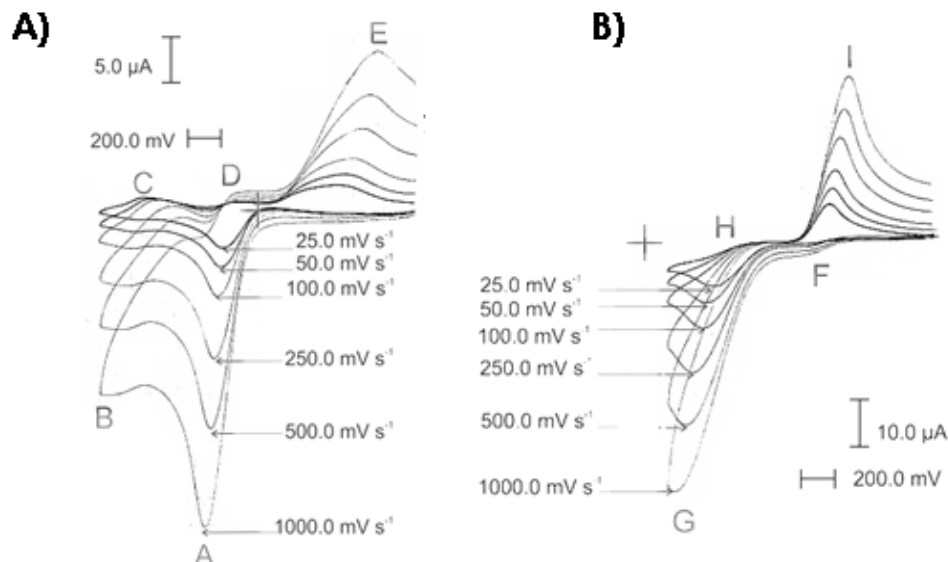 A)
5.0 µA
200.0 mV
C
D
E
25.0 mV s⁻¹
50.0 mV s⁻¹
100.0 mV s⁻¹
250.0 mV s⁻¹
500.0 mV s⁻¹
1000.0 mV s⁻¹
B
A
B)
I
H
F
25.0 mV s⁻¹
50.0 mV s⁻¹
100.0 mV s⁻¹
250.0 mV s⁻¹
500.0 mV s⁻¹
1000.0 mV s⁻¹
G
10.0 µA
200.0 mV